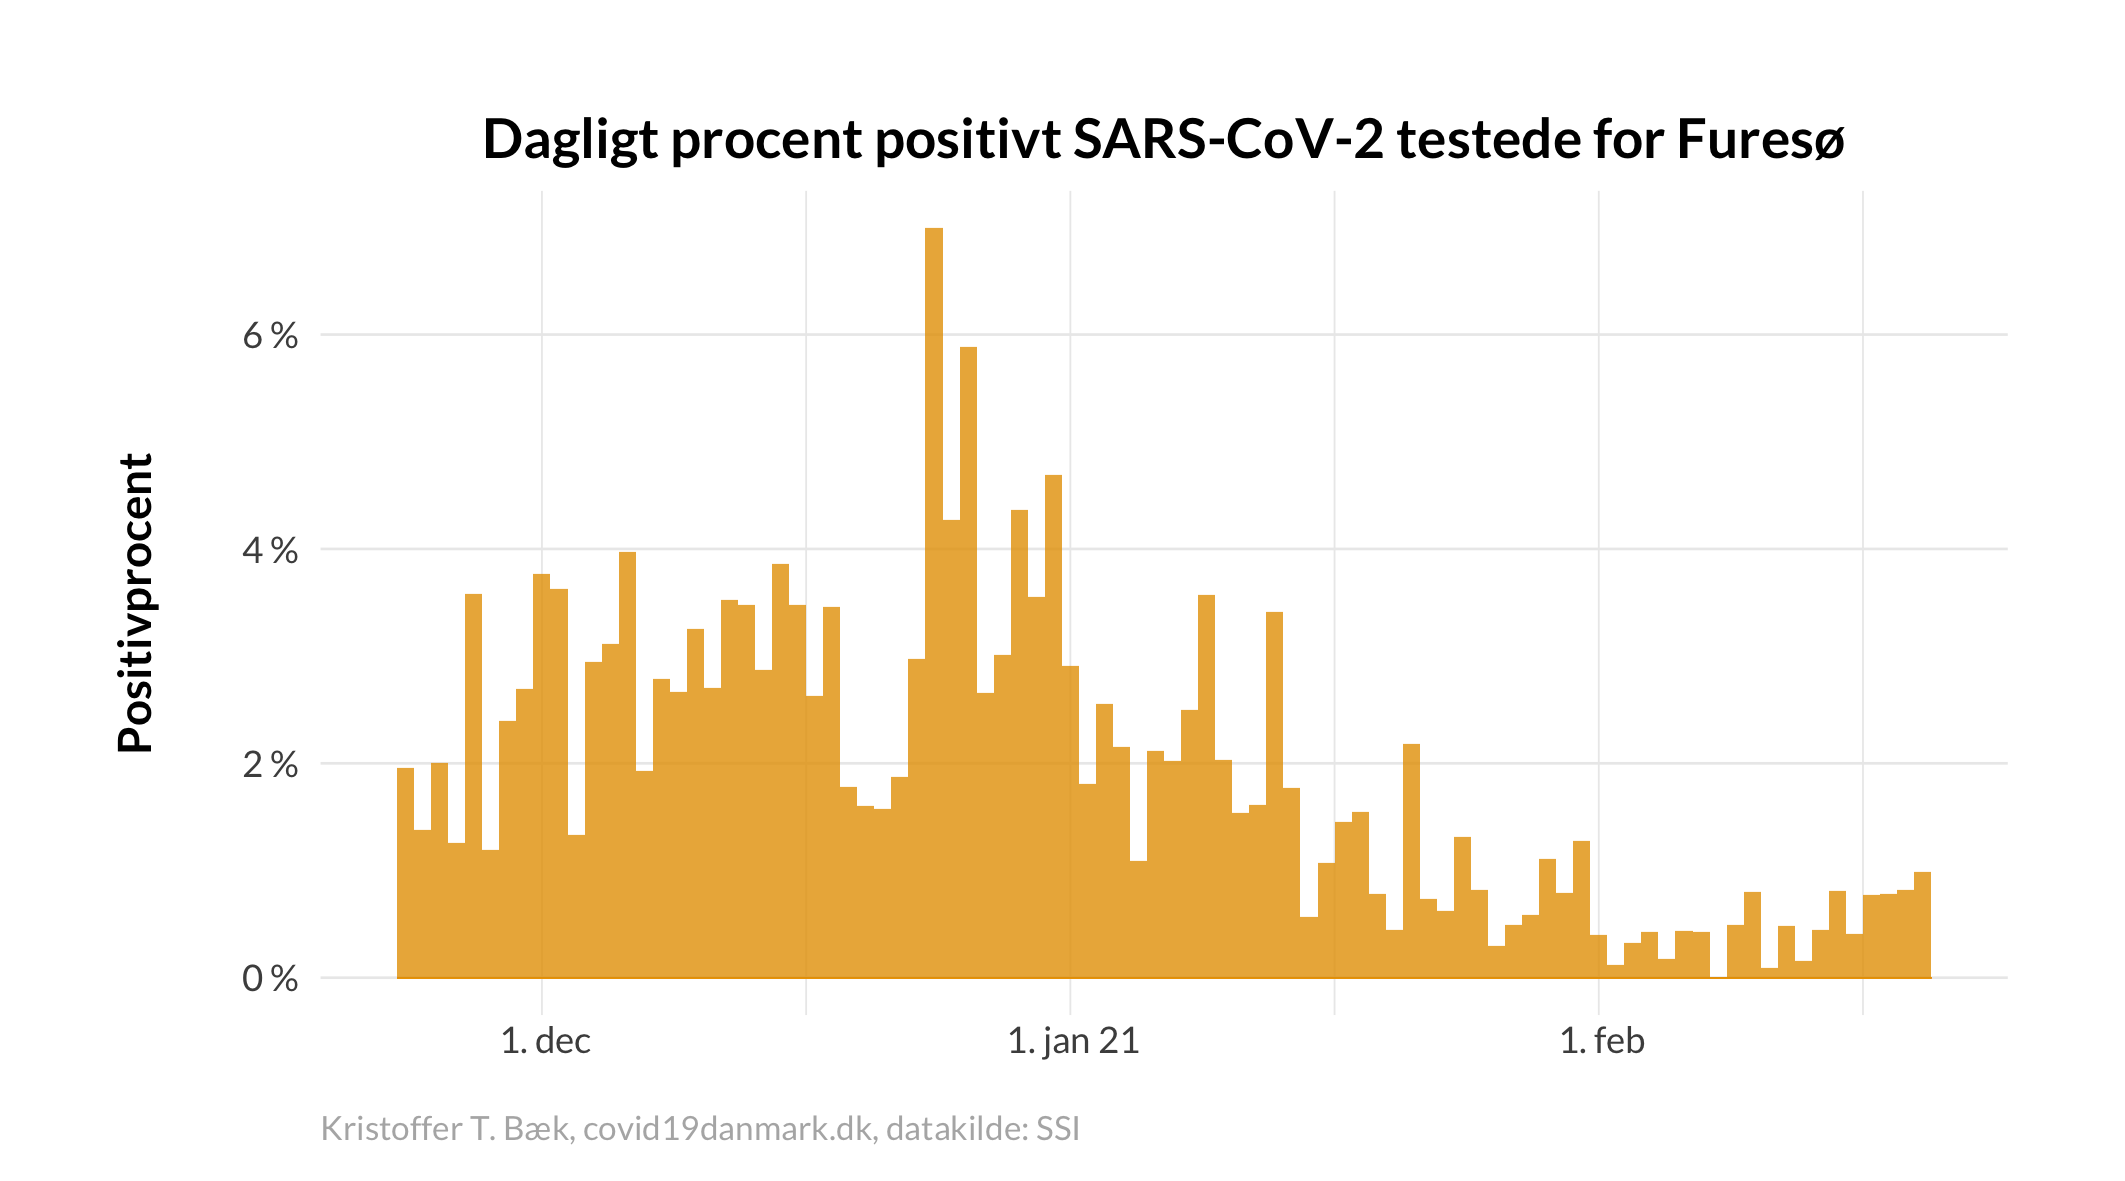 Dagligt procent positivt SARS-CoV-2 testede for Furesø
Positivprocent
6 %
4 %
2 %
0 %
1. dec
1. jan 21
1. feb
Kristoffer T. Bæk, covid19danmark.dk, datakilde: SSI